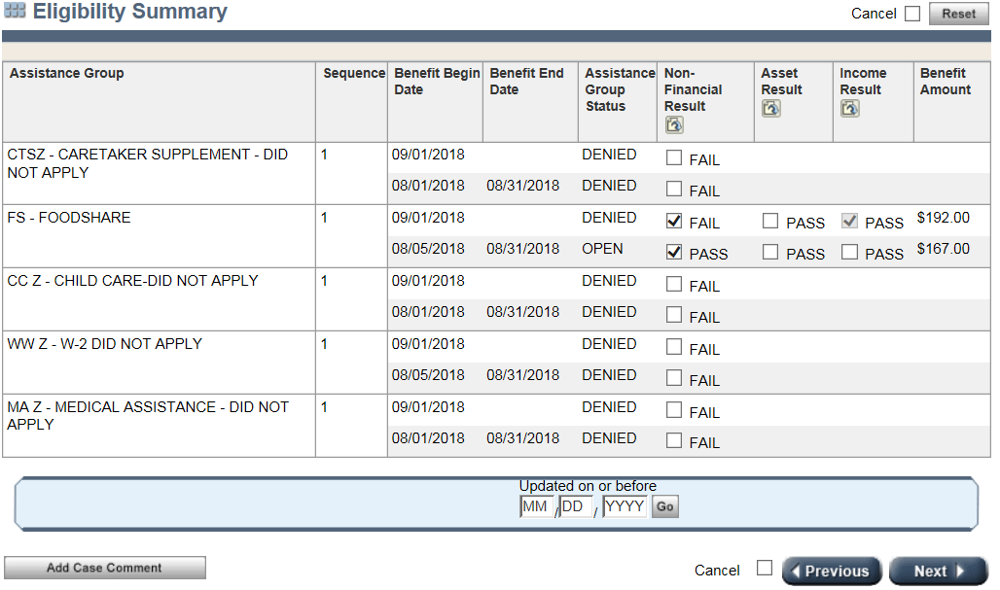 Eligibility Summary
Cancel Reset
Assistance Group Sequence Benefit Begin Date Benefit End Date Assistance Group Status Non-Financial Result Asset Result Income Result Benefit Amount
CTSZ - CARETAKER SUPPLEMENT - DID NOT APPLY 1 09/01/2018 DENIED FAIL
08/01/2018 08/31/2018 DENIED FAIL
FS - FOODSHARE 1 09/01/2018 DENIED FAIL PASS PASS $192.00
08/05/2018 08/31/2018 OPEN PASS PASS PASS $167.00
CC Z - CHILD CARE-DID NOT APPLY 1 09/01/2018 DENIED FAIL
08/01/2018 08/31/2018 DENIED FAIL
WW Z - W-2 DID NOT APPLY 1 09/01/2018 DENIED FAIL
08/05/2018 08/31/2018 DENIED FAIL
MA Z - MEDICAL ASSISTANCE - DID NOT APPLY 1 09/01/2018 DENIED FAIL
08/01/2018 08/31/2018 DENIED FAIL
Updated on or before
MM / DD / YYYY Go
Add Case Comment Cancel Previous Next